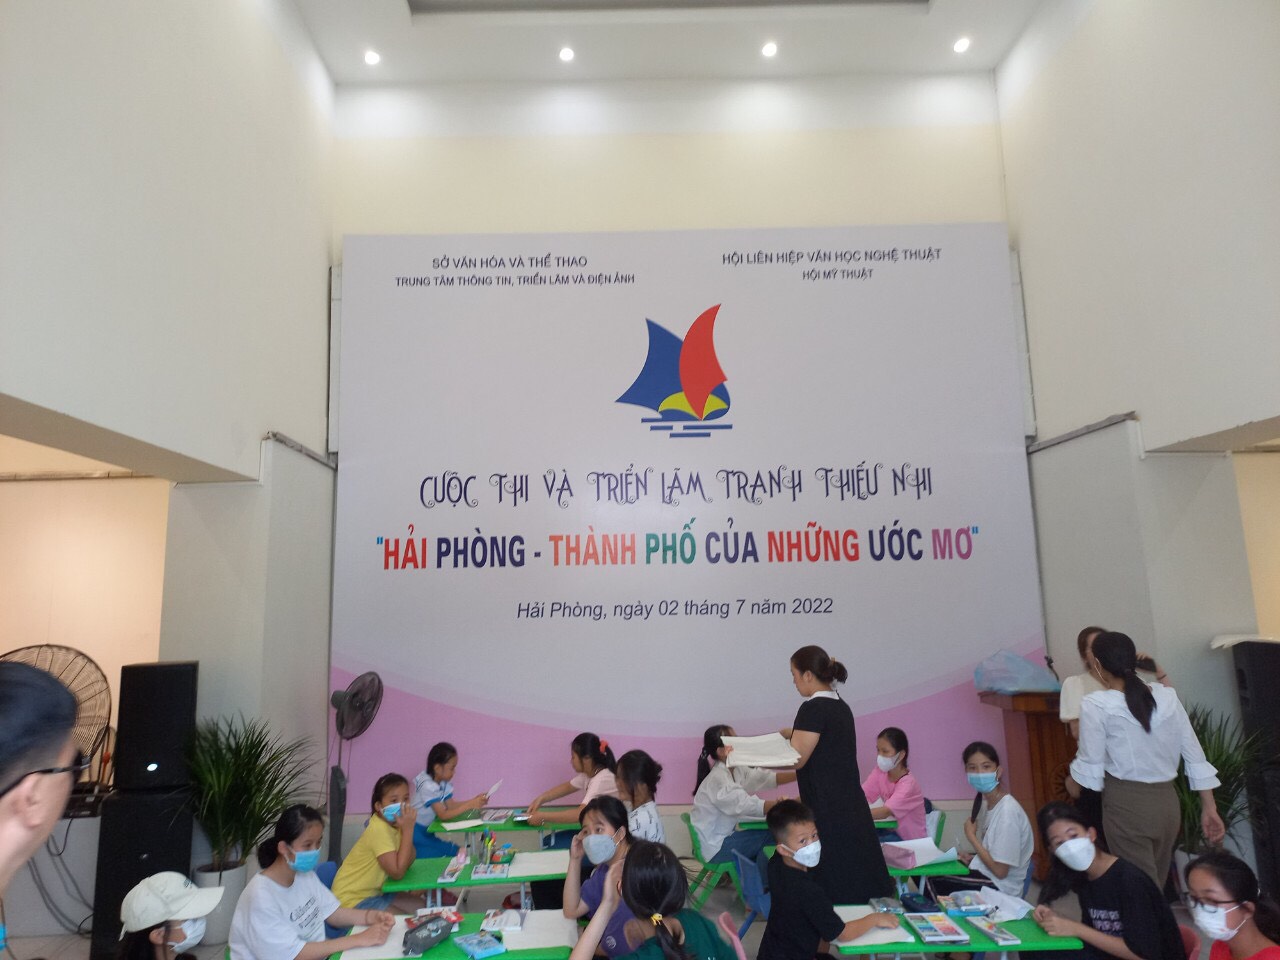 SỞ VĂN HÓA VÀ THỂ THAO
TRUNG TÂM THÔNG TIN, TRIỂN LÃM VÀ ĐIỆN ẢNH
HỘI LIÊN HIỆP VĂN HỌC NGHỆ THUẬT
HỘI MỸ THUẬT
CUỘC THI VÀ TRIỂN LÃM TRANH THIẾU NHI
"HẢI PHÒNG - THÀNH PHỐ CỦA NHỮNG ƯỚC MƠ"
Hải Phòng, ngày 02 tháng 7 năm 2022